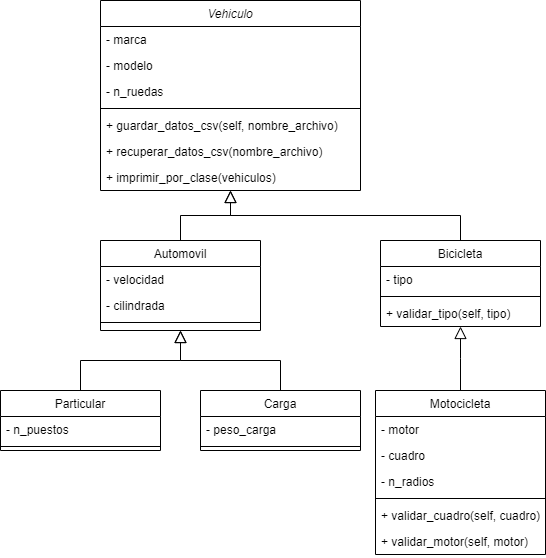 Vehiculo
- marca
- modelo
- n_ruedas
+ guardar_datos_csv(self, nombre_archivo)
+ recuperar_datos_csv(nombre_archivo)
+ imprimir_por_clase(vehiculos)
Automovil
- velocidad
- cilindrada
Bicicleta
- tipo
+ validar_tipo(self, tipo)
Particular
- n_puestos
Carga
- peso_carga
Motocicleta
- motor
- cuadro
- n_radios
+ validar_cuadro(self, cuadro)
+ validar_motor(self, motor)